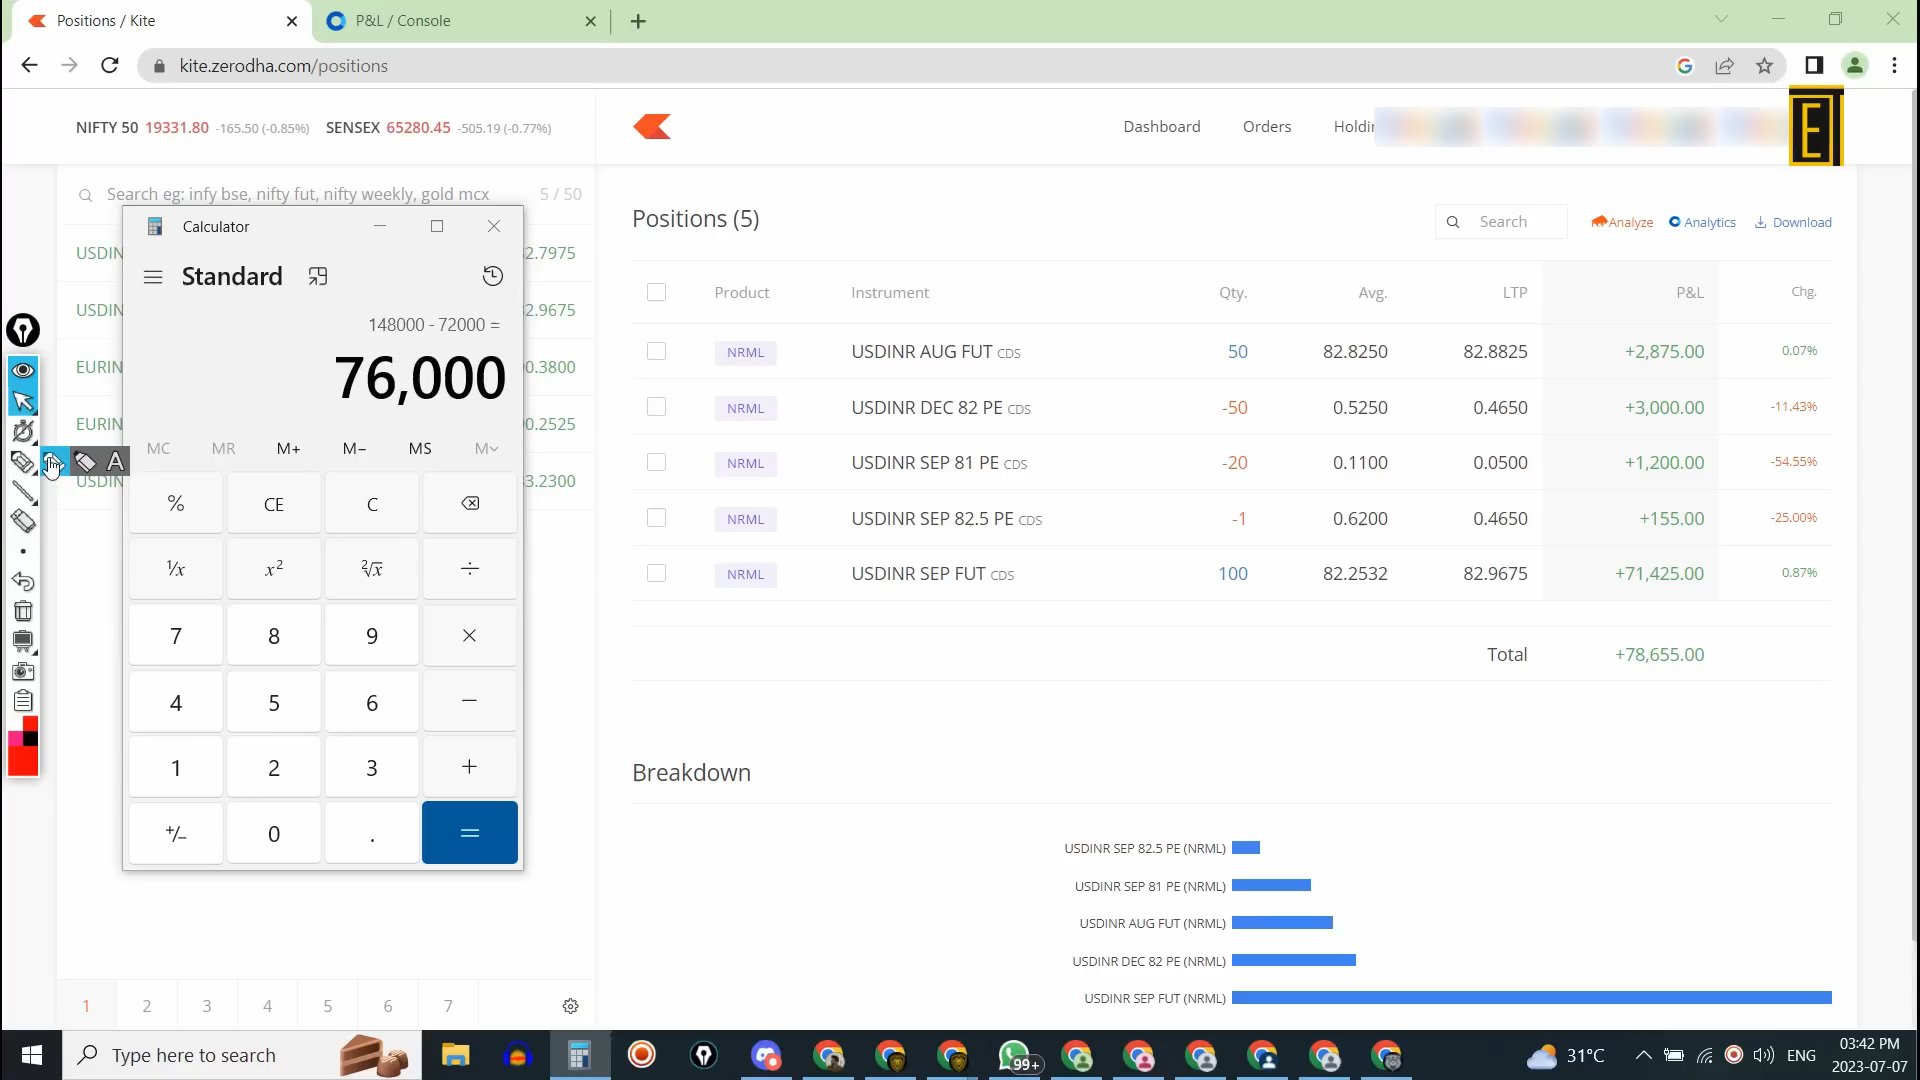 Positions / Kite
P&L / Console
kite.zerodha.com/positions
NIFTY 50 19331.80 -165.50 (-0.85%) SENSEX 65280.45 -505.19 (-0.77%)
Dashboard Orders Holdi
E
Search eg: infy bse, nifty fut, nifty weekly, gold mcx 5 / 50
USDIN 2.7975
USDIN 2.9675
EURIN 0.3800
EURIN 0.2525
USDIN 3.2300
Calculator
Standard
148000 - 72000 =
76,000
MC MR M+ M− MS M
A
% CE C
¹/x x² ²√x ÷
7 8 9 ×
4 5 6 −
1 2 3 +
+/− 0 . =
1 2 3 4 5 6 7
Positions (5)
Search Analyze Analytics Download
Product Instrument Qty. Avg. LTP P&L Chg.
NRML USDINR AUG FUT CDS 50 82.8250 82.8825 +2,875.00 0.07%
NRML USDINR DEC 82 PE CDS -50 0.5250 0.4650 +3,000.00 -11.43%
NRML USDINR SEP 81 PE CDS -20 0.1100 0.0500 +1,200.00 -54.55%
NRML USDINR SEP 82.5 PE CDS -1 0.6200 0.4650 +155.00 -25.00%
NRML USDINR SEP FUT CDS 100 82.2532 82.9675 +71,425.00 0.87%
Total +78,655.00
Breakdown
USDINR SEP 82.5 PE (NRML)
USDINR SEP 81 PE (NRML)
USDINR AUG FUT (NRML)
USDINR DEC 82 PE (NRML)
USDINR SEP FUT (NRML)
Type here to search
99+
31°C
ENG
03:42 PM
2023-07-07